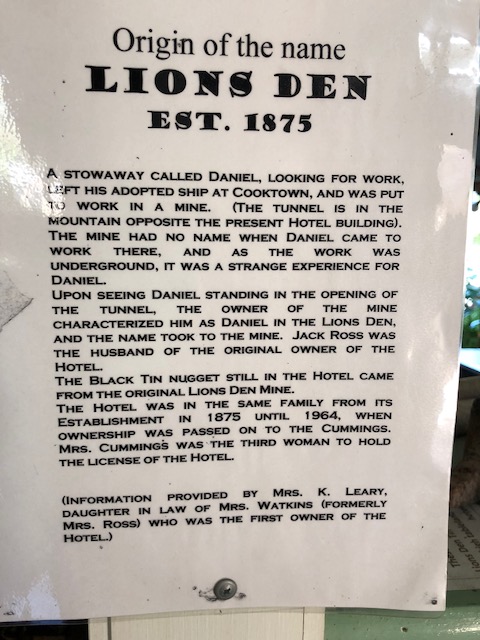 Origin of the name
LIONS DEN
EST. 1875
A STOWAWAY CALLED DANIEL, LOOKING FOR WORK,
LEFT HIS ADOPTED SHIP AT COOKTOWN, AND WAS PUT
TO WORK IN A MINE. (THE TUNNEL IS IN THE
MOUNTAIN OPPOSITE THE PRESENT HOTEL BUILDING).
THE MINE HAD NO NAME WHEN DANIEL CAME TO
WORK THERE, AND AS THE WORK WAS
UNDERGROUND, IT WAS A STRANGE EXPERIENCE FOR
DANIEL.
UPON SEEING DANIEL STANDING IN THE OPENING OF
THE TUNNEL, THE OWNER OF THE MINE
CHARACTERIZED HIM AS DANIEL IN THE LIONS DEN,
AND THE NAME TOOK TO THE MINE. JACK ROSS WAS
THE HUSBAND OF THE ORIGINAL OWNER OF THE
HOTEL.
THE BLACK TIN NUGGET STILL IN THE HOTEL CAME
FROM THE ORIGINAL LIONS DEN MINE.
THE HOTEL WAS IN THE SAME FAMILY FROM ITS
ESTABLISHMENT IN 1875 UNTIL 1964, WHEN
OWNERSHIP WAS PASSED ON TO THE CUMMINGS.
MRS. CUMMINGS WAS THE THIRD WOMAN TO HOLD
THE LICENSE OF THE HOTEL.
(INFORMATION PROVIDED BY MRS. K. LEARY,
DAUGHTER IN LAW OF MRS. WATKINS (FORMERLY
MRS. ROSS) WHO WAS THE FIRST OWNER OF THE
HOTEL.)